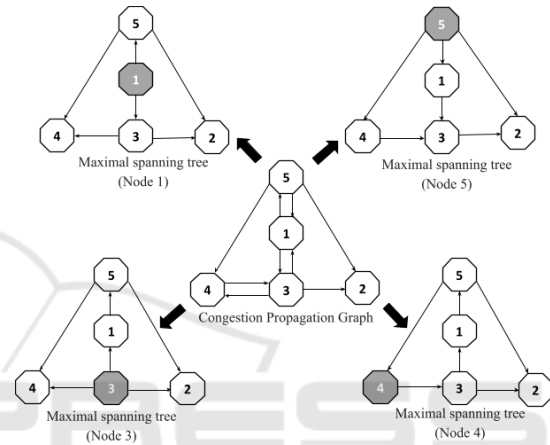 5
5
1
1
4
3
2
4
3
2
Maximal spanning tree
(Node 1)
Maximal spanning tree
(Node 5)
5
1
4
3
2
Congestion Propagation Graph
5
5
1
1
4
3
2
4
3
2
Maximal spanning tree
(Node 3)
Maximal spanning tree
(Node 4)
PRESS